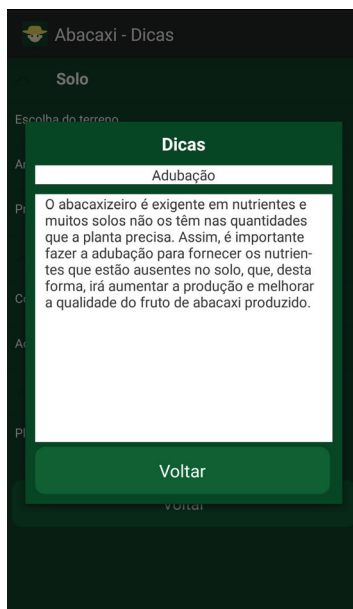 Abacaxi - Dicas
Solo
Escolha do terreno
Dicas
Adubação
O abacaxizeiro é exigente em nutrientes e
muitos solos não os têm nas quantidades
que a planta precisa. Assim, é importante
fazer a adubação para fornecer os nutrien-
tes que estão ausentes no solo, que, desta
forma, irá aumentar a produção e melhorar
a qualidade do fruto de abacaxi produzido.
Voltar
Voltar